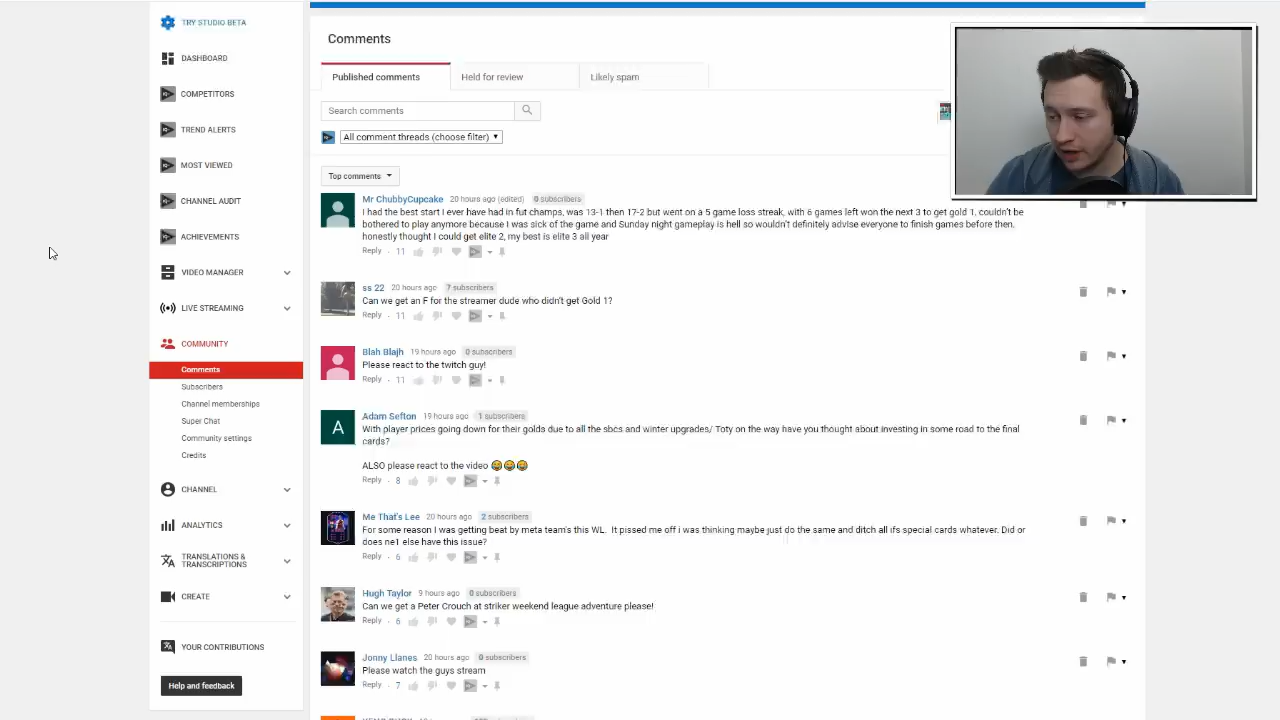 TRY STUDIO BETA
DASHBOARD
COMPETITORS
TREND ALERTS
MOST VIEWED
CHANNEL AUDIT
ACHIEVEMENTS
VIDEO MANAGER
LIVE STREAMING
COMMUNITY
Comments
Subscribers
Channel memberships
Super Chat
Community settings
Credits
CHANNEL
ANALYTICS
TRANSLATIONS &
TRANSCRIPTIONS
CREATE
YOUR CONTRIBUTIONS
Help and feedback
Comments
Published comments Held for review Likely spam
Search comments
All comment threads (choose filter)
Top comments
Mr ChubbyCupcake 20 hours ago (edited) 0 subscribers
I had the best start I ever have had in fut champs, was 13-1 then 17-2 but went on a 5 game loss streak, with 6 games left won the next 3 to get gold 1, couldn't be
bothered to play anymore because I was sick of the game and Sunday night gameplay is hell so wouldn't definitely advise everyone to finish games before then.
honestly thought I could get elite 2, my best is elite 3 all year
Reply · 11
ss 22 20 hours ago 7 subscribers
Can we get an F for the streamer dude who didn't get Gold 1?
Reply · 11
Blah Blajh 19 hours ago 0 subscribers
Please react to the twitch guy!
Reply · 11
A
Adam Sefton 19 hours ago 1 subscribers
With player prices going down for their golds due to all the sbcs and winter upgrades/ Toty on the way have you thought about investing in some road to the final
cards?
ALSO please react to the video 😂😂😂
Reply · 8
Me That's Lee 20 hours ago 2 subscribers
For some reason I was getting beat by meta team's this WL. It pissed me off i was thinking maybe just do the same and ditch all ifs special cards whatever. Did or
does ne1 else have this issue?
Reply · 6
Hugh Taylor 9 hours ago 0 subscribers
Can we get a Peter Crouch at striker weekend league adventure please!
Reply · 6
Jonny Llanes 20 hours ago 0 subscribers
Please watch the guys stream
Reply · 7